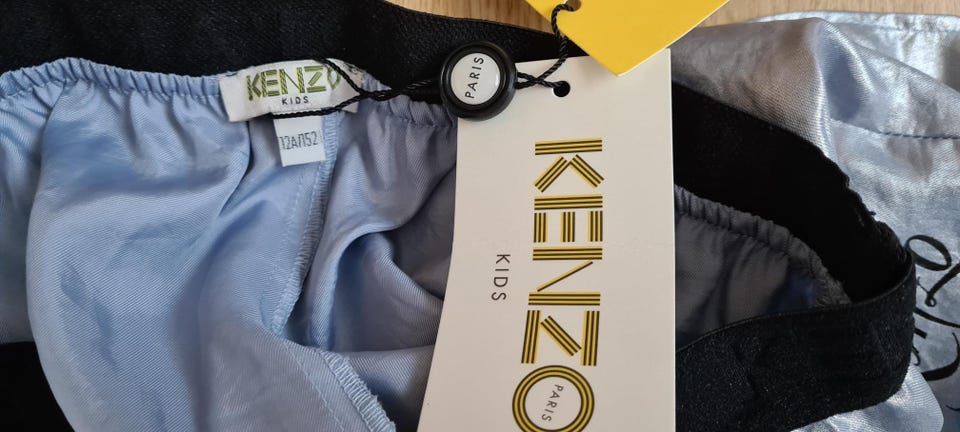 KENZO
KIDS
12A/152
PARIS
KENZO
KIDS
PARIS